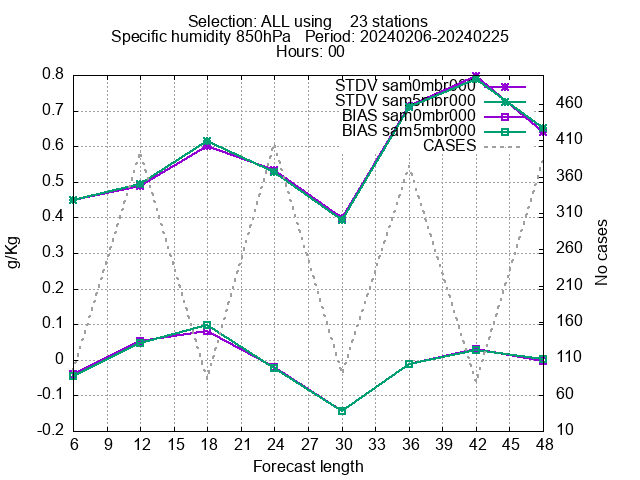 Selection: ALL using    23 stations
Specific humidity 850hPa   Period: 20240206-20240225
Hours: 00
STDV sam0mbr000
STDV sam5mbr000
BIAS sam0mbr000
BIAS sam5mbr000
CASES
g/Kg
0.8
0.7
0.6
0.5
0.4
0.3
0.2
0.1
0
-0.1
-0.2
No cases
460
410
360
310
260
210
160
110
60
10
6 9 12 15 18 21 24 27 30 33 36 39 42 45 48
Forecast length